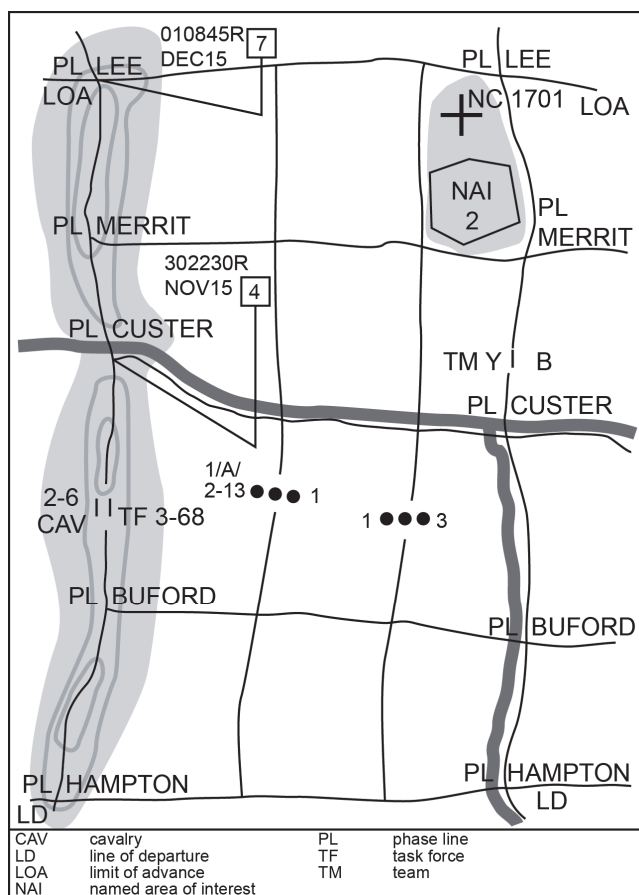 010845R
DEC15
7
PL LEE
LOA
PL LEE
NC 1701
LOA
NAI
2
PL MERRIT
PL
MERRIT
302230R
NOV15
4
PL CUSTER
TM Y B
PL CUSTER
1/A/
2-13
1
2-6
CAV
TF 3-68
1 3
PL BUFORD
PL BUFORD
PL HAMPTON
LD
PL HAMPTON
LD
CAV cavalry
LD line of departure
LOA limit of advance
NAI named area of interest
PL phase line
TF task force
TM team